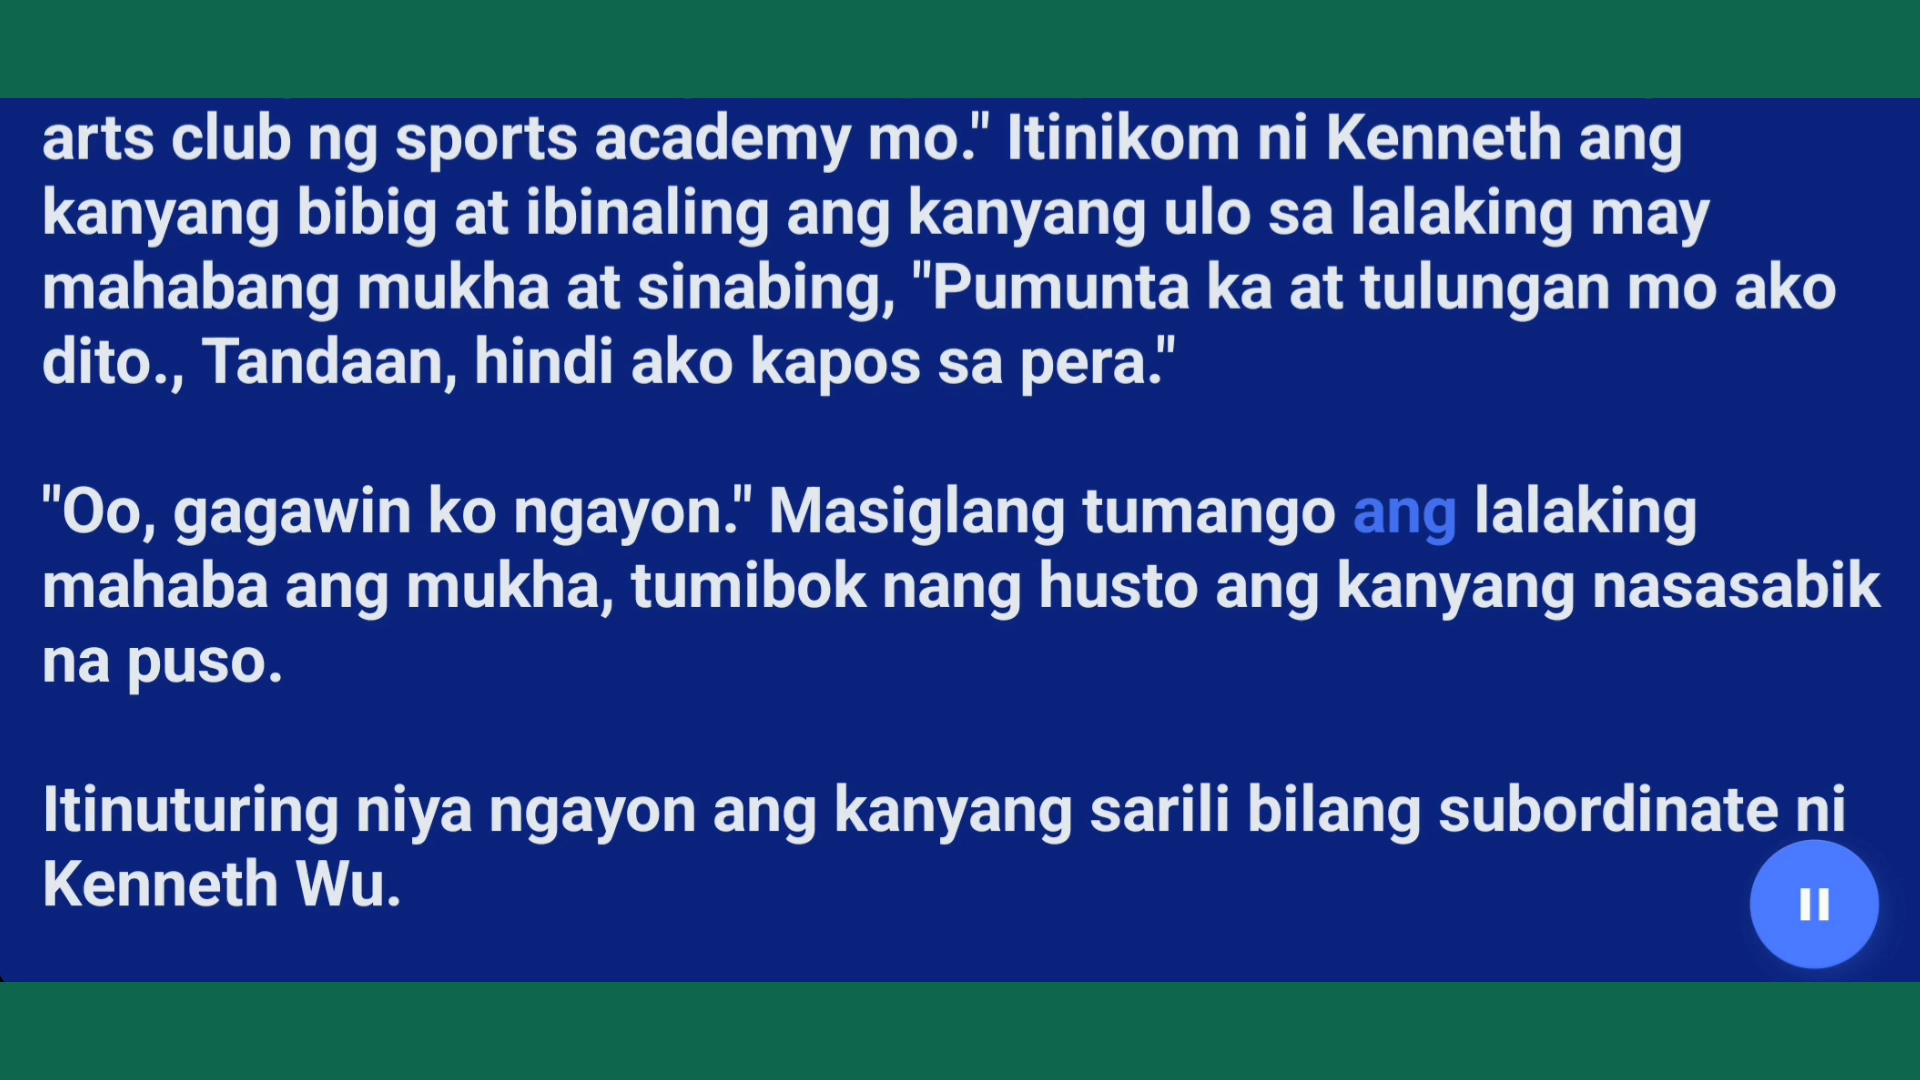 arts club ng sports academy mo." Itinikom ni Kenneth ang
kanyang bibig at ibinaling ang kanyang ulo sa lalaking may
mahabang mukha at sinabing, "Pumunta ka at tulungan mo ako
dito., Tandaan, hindi ako kapos sa pera."
"Oo, gagawin ko ngayon." Masiglang tumango ang lalaking
mahaba ang mukha, tumibok nang husto ang kanyang nasasabik
na puso.
Itinuturing niya ngayon ang kanyang sarili bilang subordinate ni
Kenneth Wu.